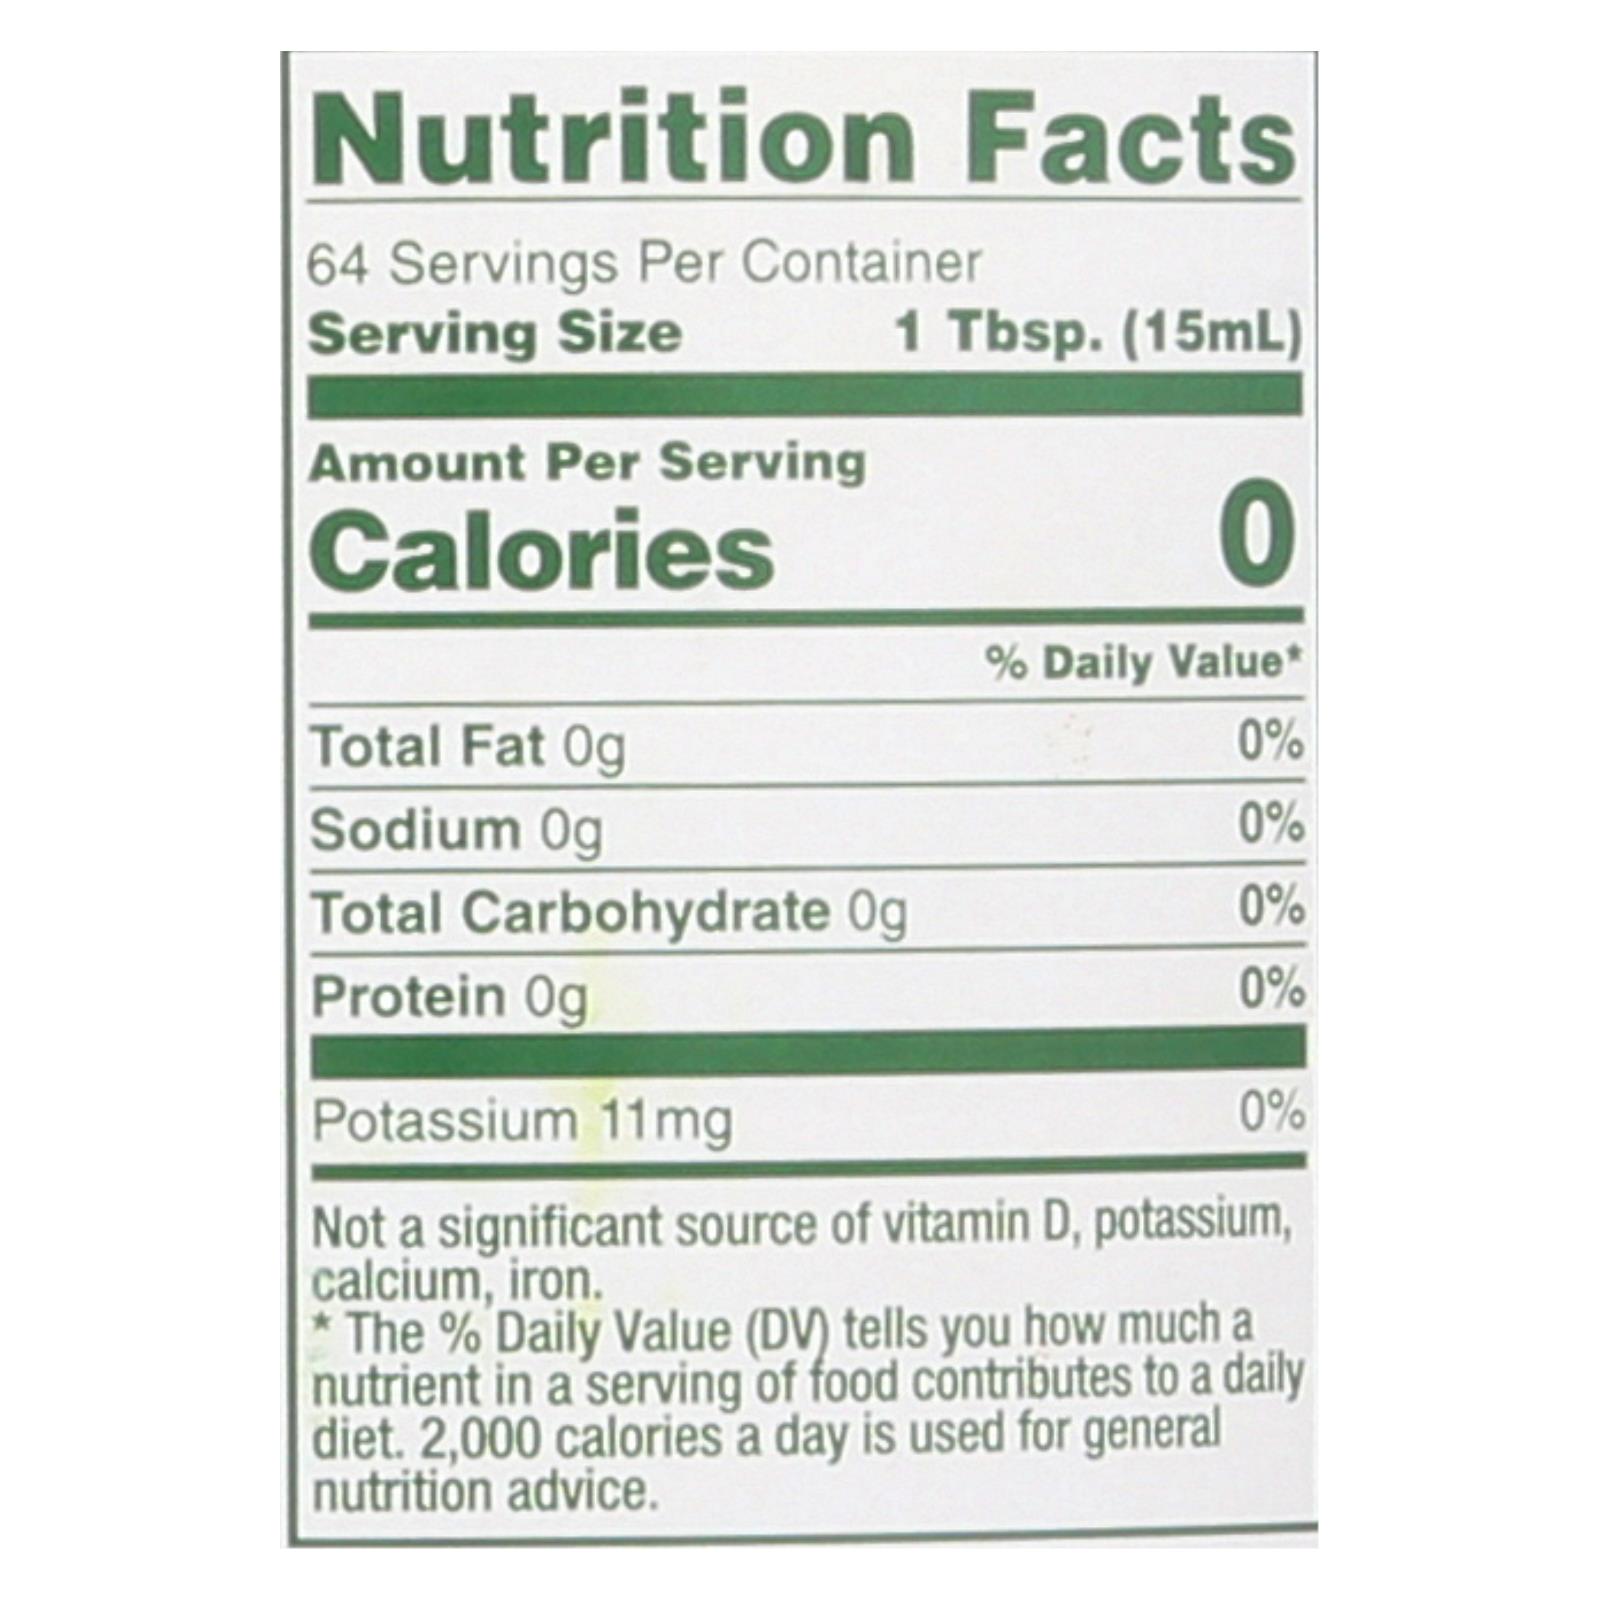 Nutrition Facts
64 Servings Per Container
Serving Size 1 Tbsp. (15mL)
Amount Per Serving
Calories 0
% Daily Value*
Total Fat 0g 0%
Sodium 0g 0%
Total Carbohydrate 0g 0%
Protein 0g 0%
Potassium 11mg 0%
Not a significant source of vitamin D, potassium,
calcium, iron.
* The % Daily Value (DV) tells you how much a
nutrient in a serving of food contributes to a daily
diet. 2,000 calories a day is used for general
nutrition advice.